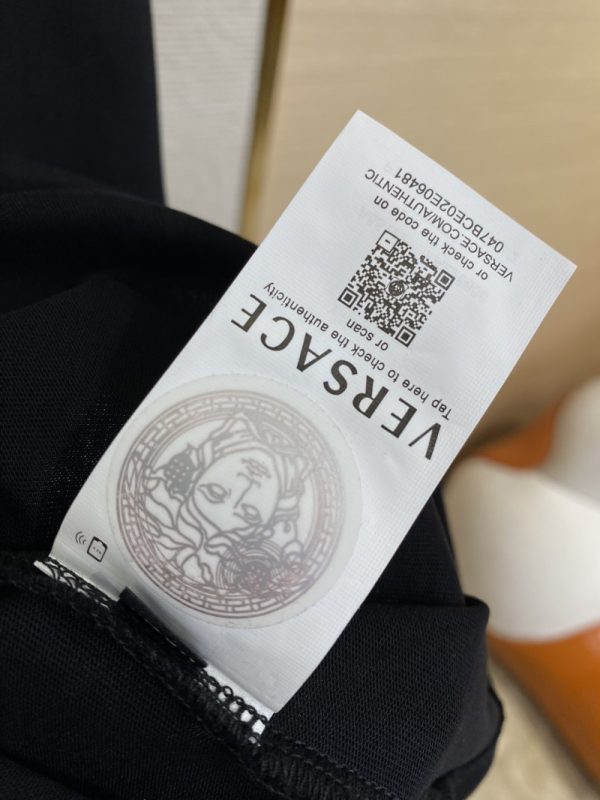 VERSACE
Tap here to check the authenticity
or scan
or check the code on
VERSACE.COM/AUTHENTIC
047BCE02E06481